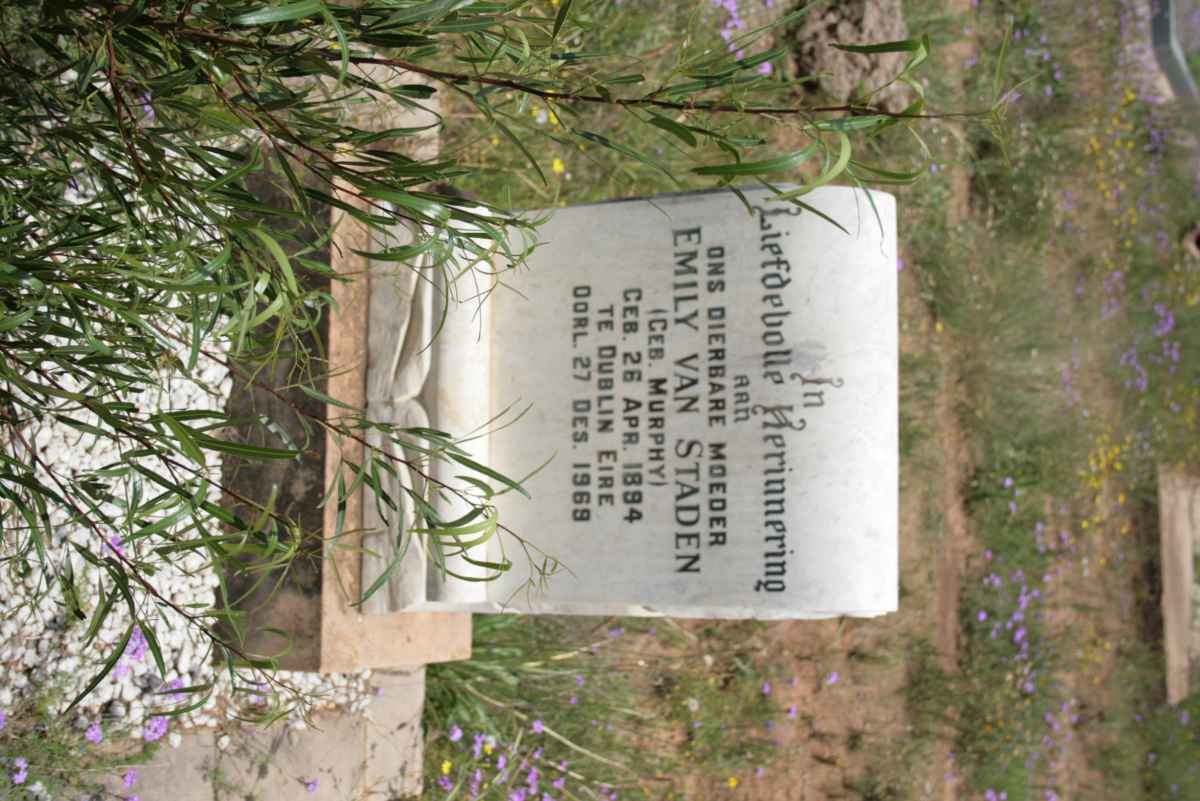 In
Liefdevolle Herinnering
AAN
ONS DIERBARE MOEDER
EMILY VAN STADEN
(GEB. MURPHY)
GEB. 26 APR. 1894
TE DUBLIN EIRE
OORL. 27 DES. 1969